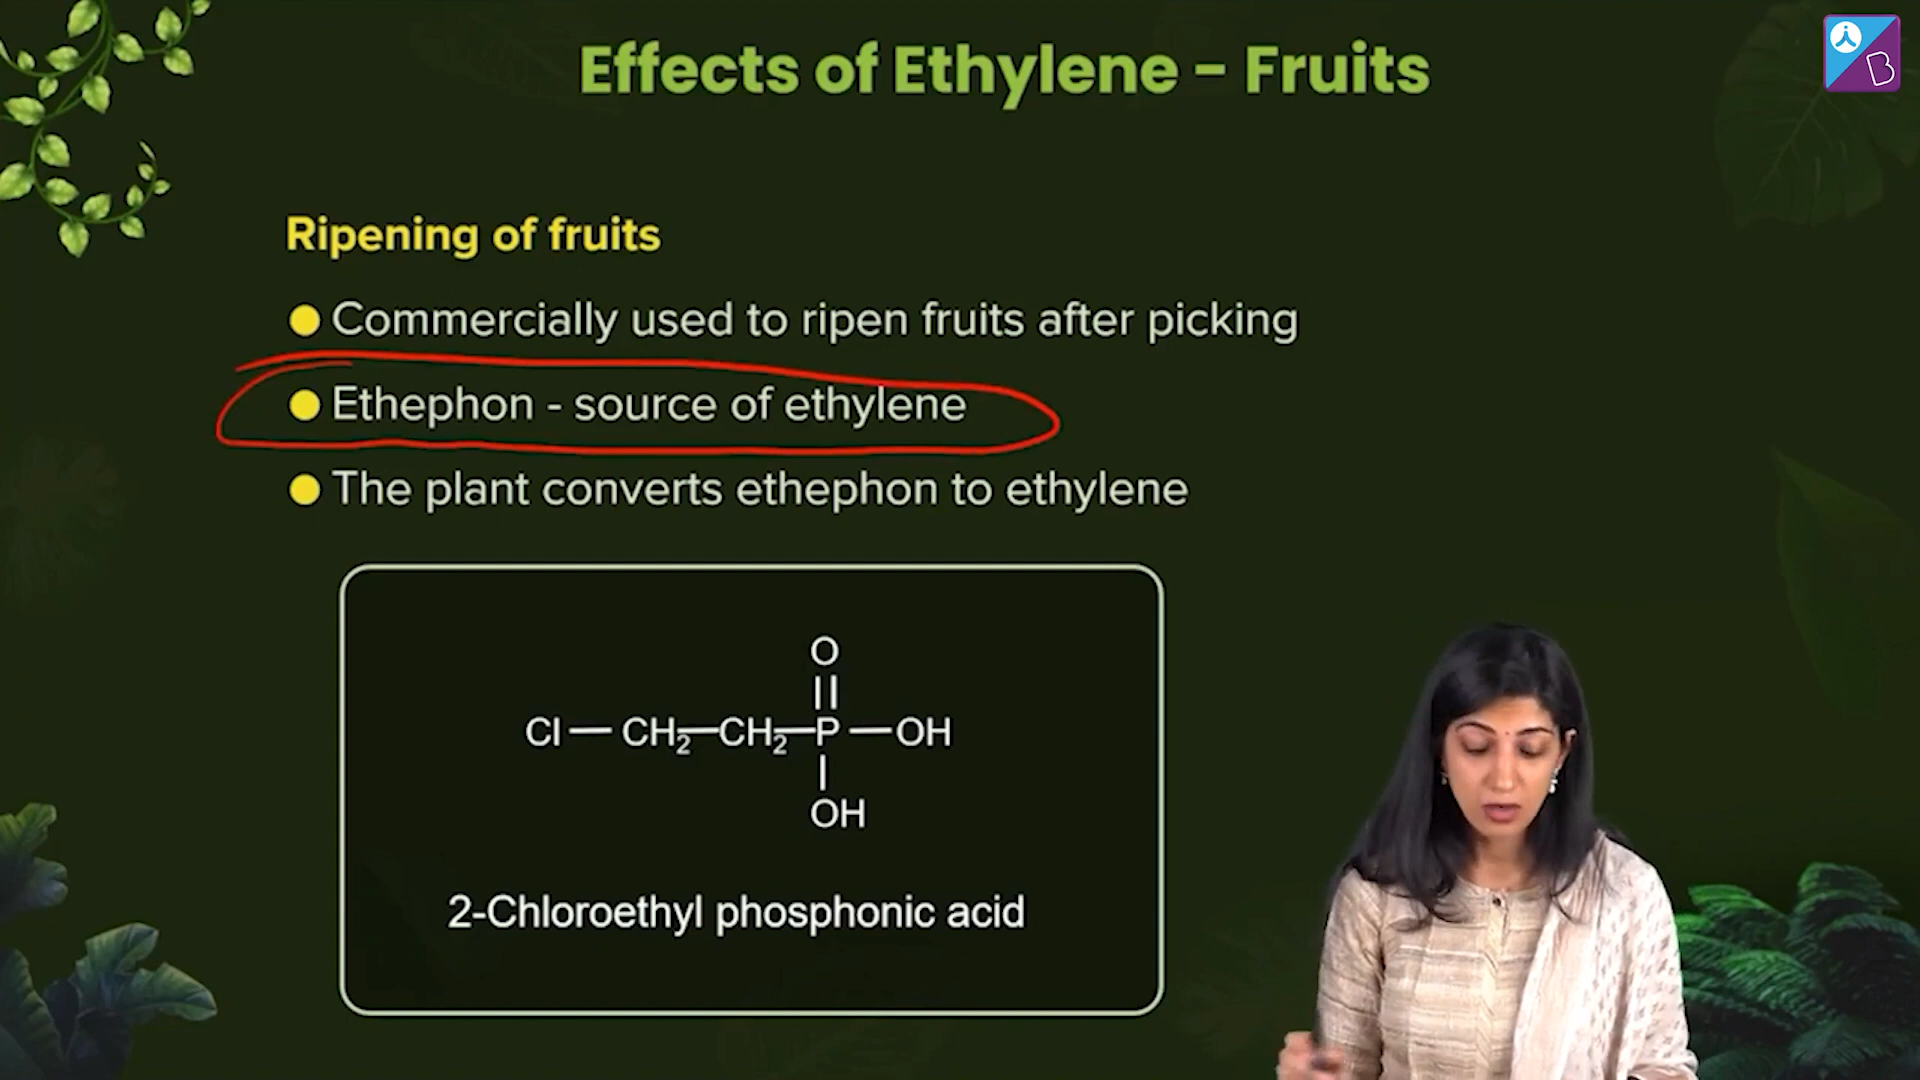 Effects of Ethylene - Fruits
B
Ripening of fruits
Commercially used to ripen fruits after picking
Ethephon - source of ethylene
The plant converts ethephon to ethylene
O
Cl — CH₂—CH₂—P —OH
OH
2-Chloroethyl phosphonic acid